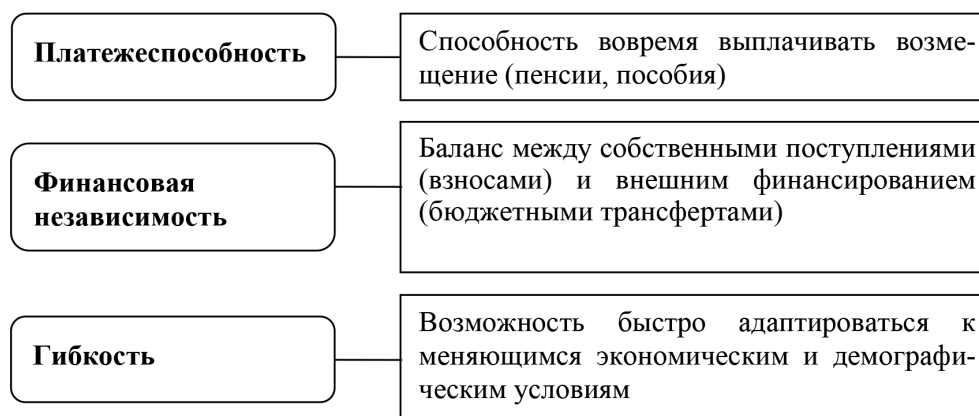 Платежеспособность
Способность вовремя выплачивать возме-
щение (пенсии, пособия)
Финансовая
независимость
Баланс между собственными поступлениями
(взносами) и внешним финансированием
(бюджетными трансфертами)
Гибкость
Возможность быстро адаптироваться к
меняющимся экономическим и демографи-
ческим условиям